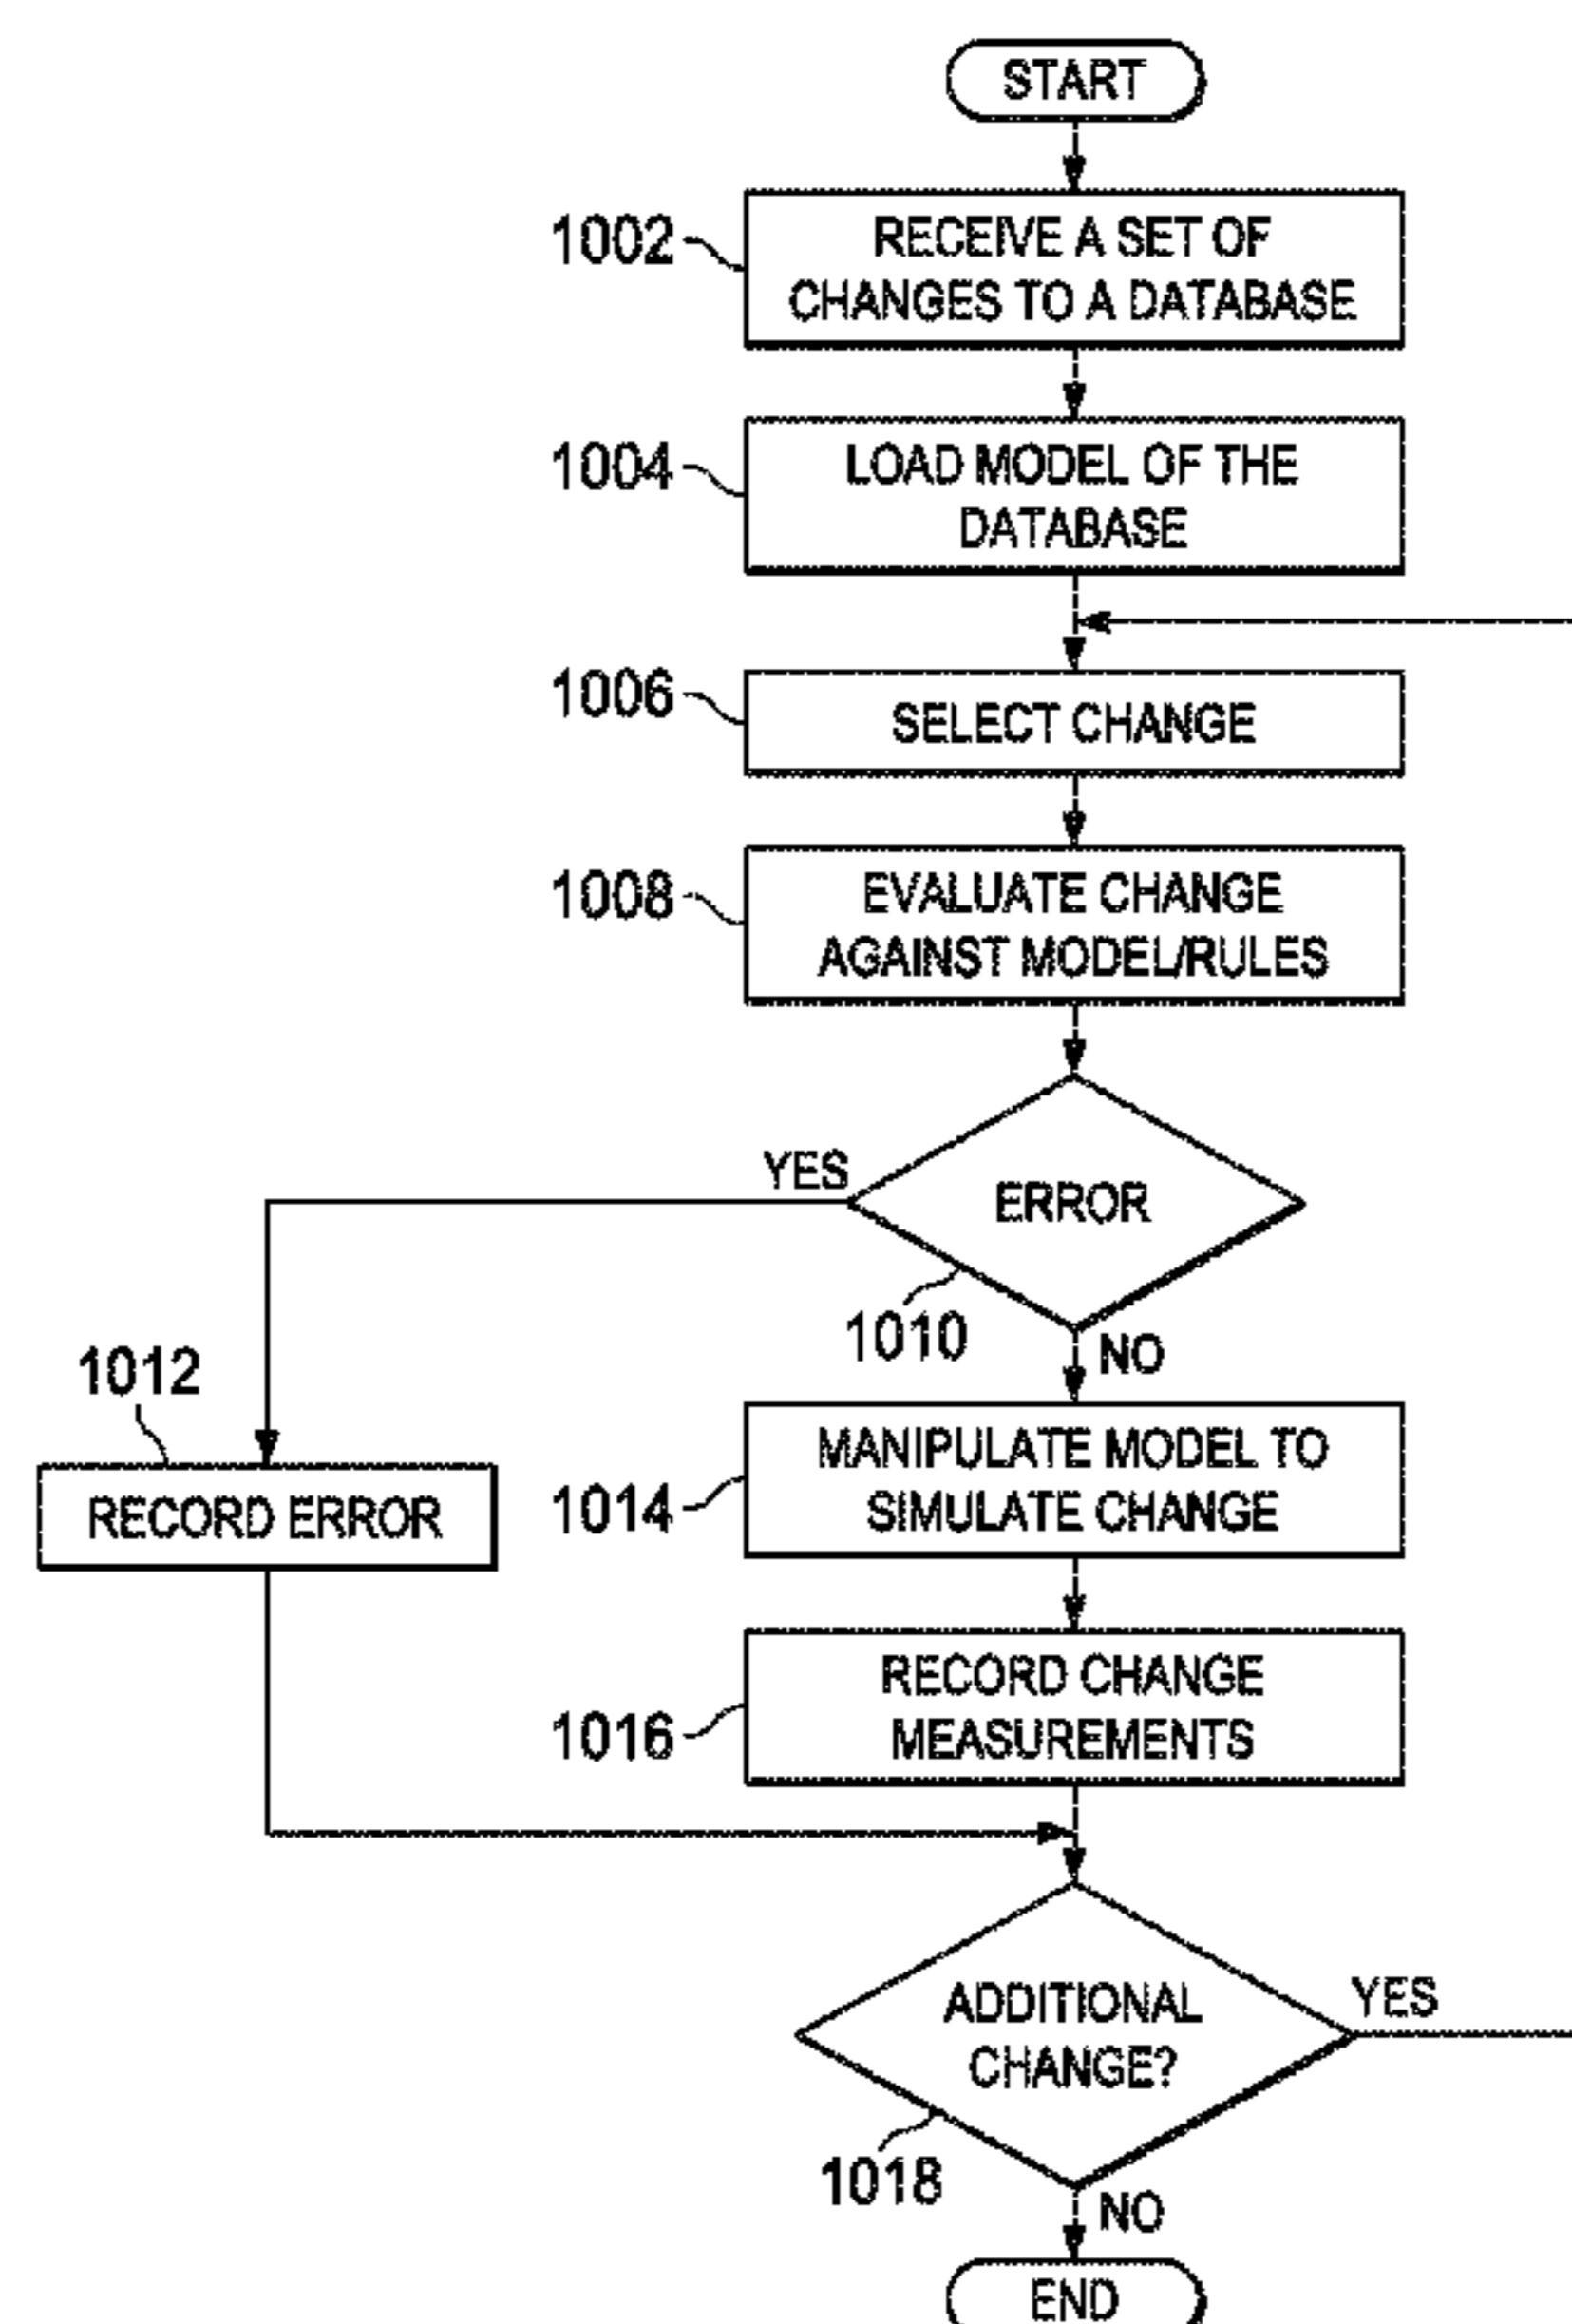 START
1002
RECEIVE A SET OF
CHANGES TO A DATABASE
1004
LOAD MODEL OF THE
DATABASE
1006
SELECT CHANGE
1008
EVALUATE CHANGE
AGAINST MODEL/RULES
YES
ERROR
1010
NO
1012
RECORD ERROR
1014
MANIPULATE MODEL TO
SIMULATE CHANGE
1016
RECORD CHANGE
MEASUREMENTS
ADDITIONAL
CHANGE?
YES
1018
NO
END